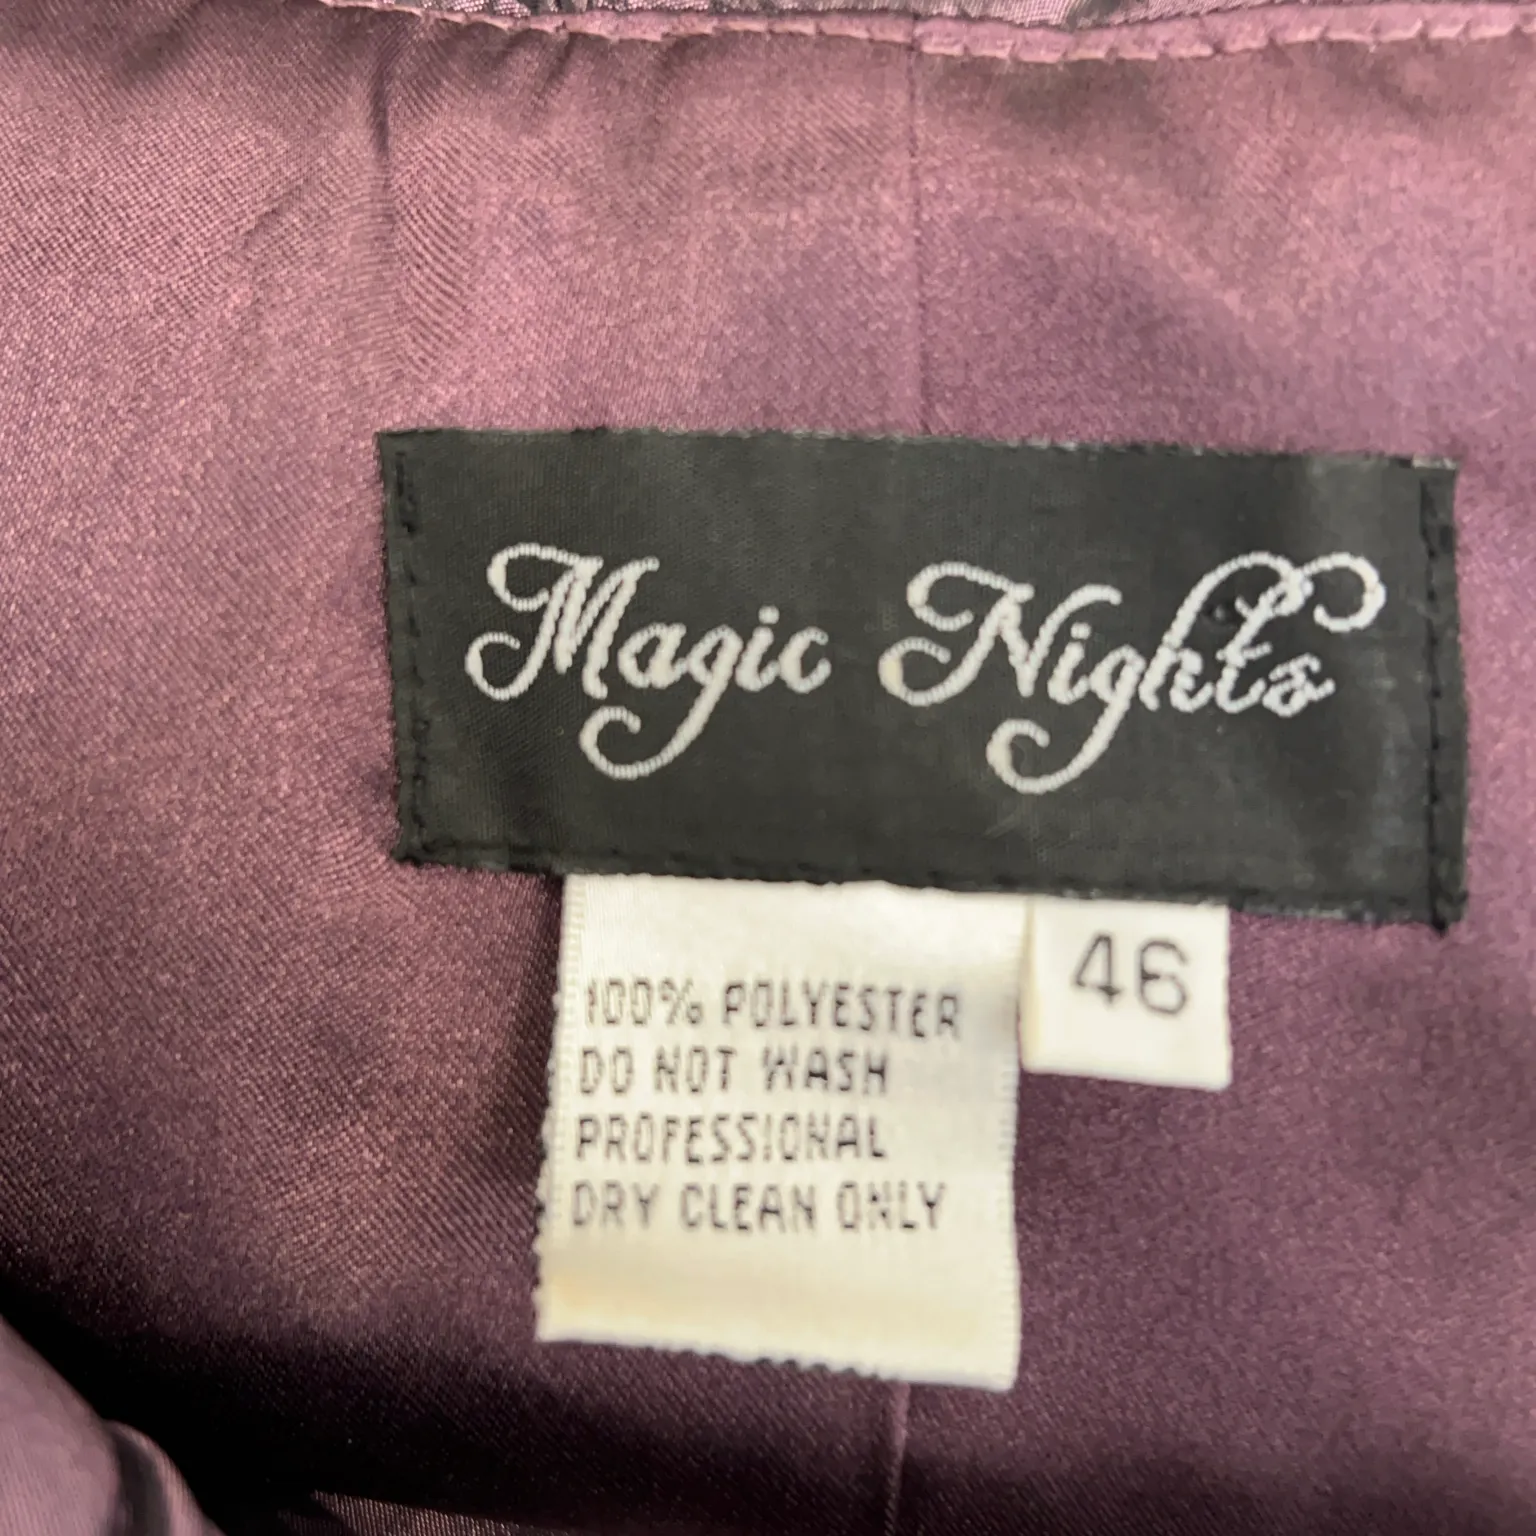 Magic Nights
46
100% POLYESTER
DO NOT WASH
PROFESSIONAL
DRY CLEAN ONLY